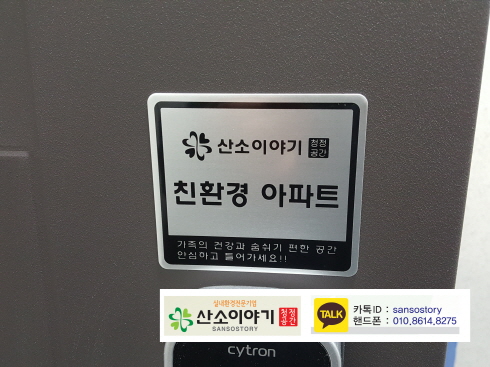 산소이야기 청정
공간
친환경 아파트
가족의 건강과 숨쉬기 편한 공간
안심하고 들어가세요!!
실내환경전문기업
산소이야기 청정
공간
SANSOSTORY
TALK
카톡ID : sansostory
핸드폰 : 010.8614.8275
cytron